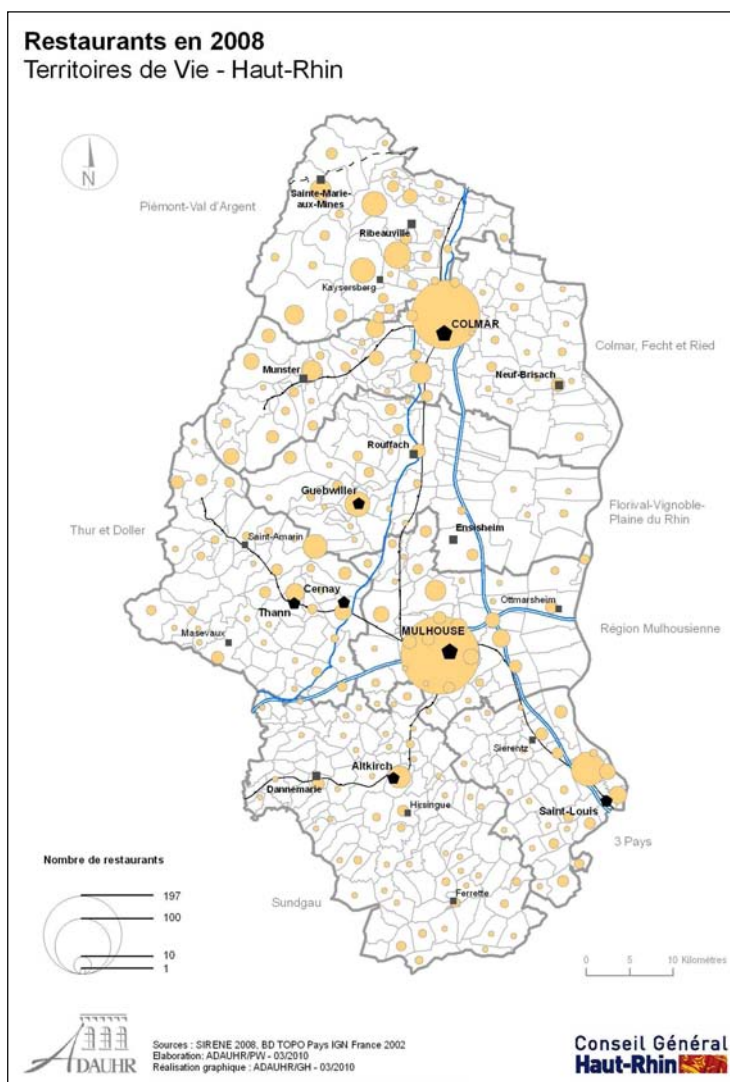 Restaurants en 2008
Territoires de Vie - Haut-Rhin
N
Piémont-Val d'Argent
Sainte-Marie-
aux-Mines
Ribeauvillé
Kaysersberg
COLMAR
Colmar, Fecht et Ried
Munster
Neuf-Brisach
Rouffach
Guebwiller
Florival-Vignoble-
Plaine du Rhin
Thur et Doller
Saint-Amarin
Ensisheim
Cernay
Thann
Ottmarsheim
Région Mulhousienne
MULHOUSE
Masevaux
Sierentz
Altkirch
Dannemarie
Hirsingue
Saint-Louis
3 Pays
Sundgau
Ferrette
Nombre de restaurants
197
100
10
1
0 5 10 Kilomètres
ADAUHR
Sources : SIRENE 2008, BD TOPO Pays IGN France 2002
Elaboration: ADAUHR/PW - 03/2010
Réalisation graphique : ADAUHR/GH - 03/2010
Conseil Général
Haut-Rhin